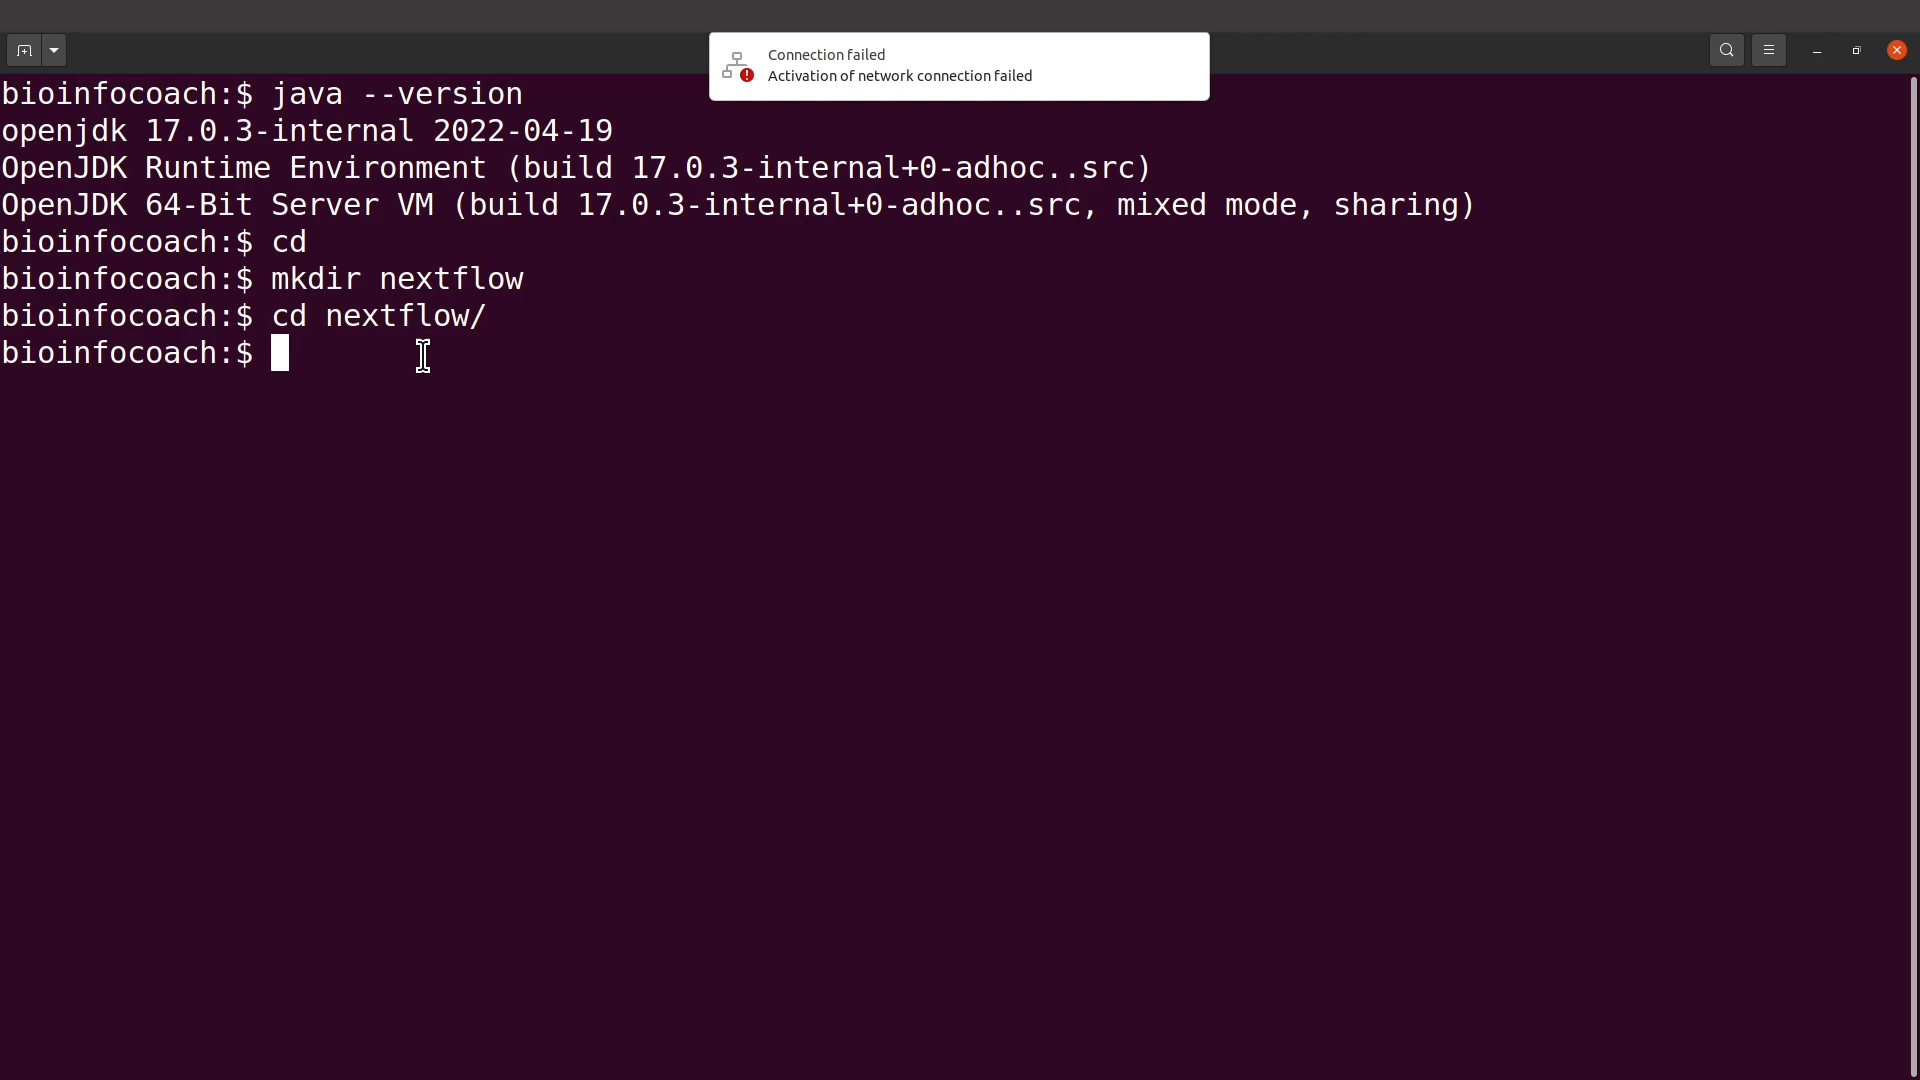 Connection failed
Activation of network connection failed
bioinfocoach:$ java --version
openjdk 17.0.3-internal 2022-04-19
OpenJDK Runtime Environment (build 17.0.3-internal+0-adhoc..src)
OpenJDK 64-Bit Server VM (build 17.0.3-internal+0-adhoc..src, mixed mode, sharing)
bioinfocoach:$ cd
bioinfocoach:$ mkdir nextflow
bioinfocoach:$ cd nextflow/
bioinfocoach:$